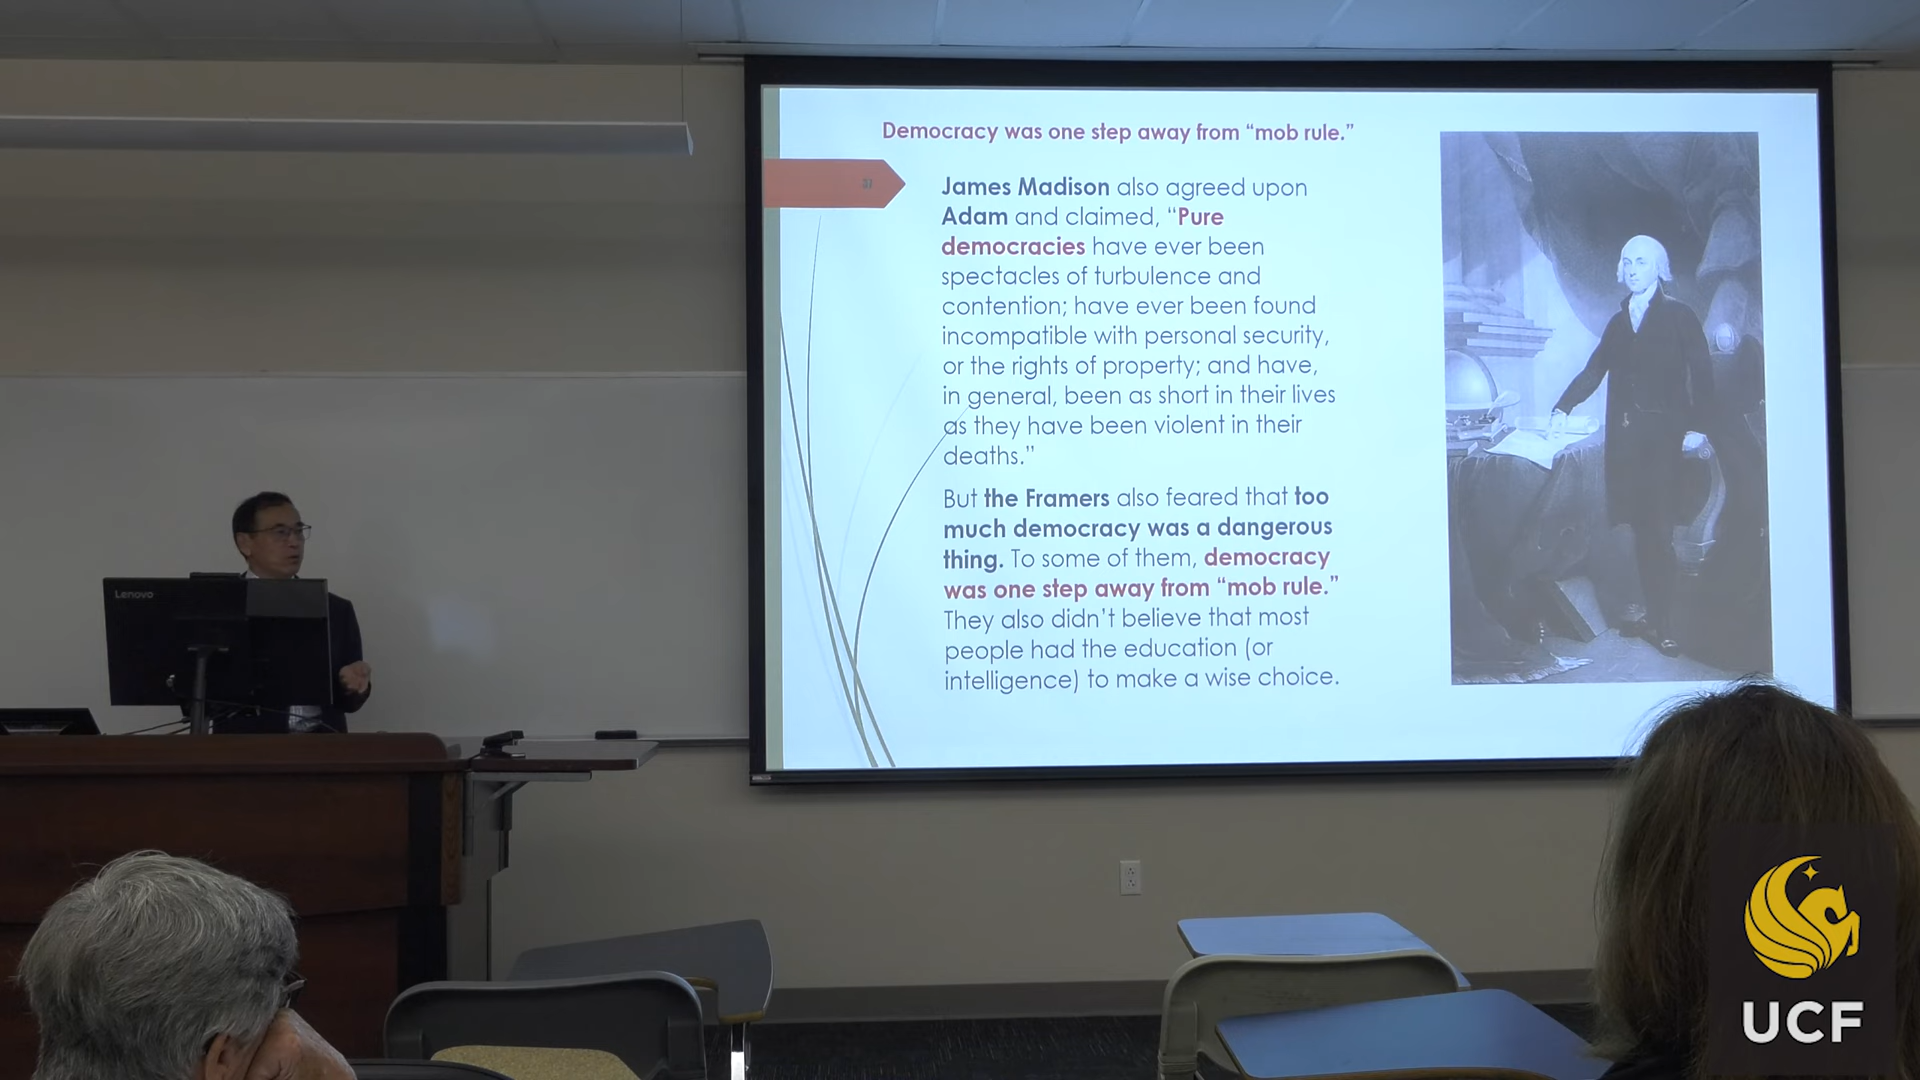 Democracy was one step away from “mob rule.”
37
James Madison also agreed upon
Adam and claimed, “Pure
democracies have ever been
spectacles of turbulence and
contention; have ever been found
incompatible with personal security,
or the rights of property; and have,
in general, been as short in their lives
as they have been violent in their
deaths.”
But the Framers also feared that too
much democracy was a dangerous
thing. To some of them, democracy
was one step away from “mob rule.”
They also didn’t believe that most
people had the education (or
intelligence) to make a wise choice.
Lenovo
UCF